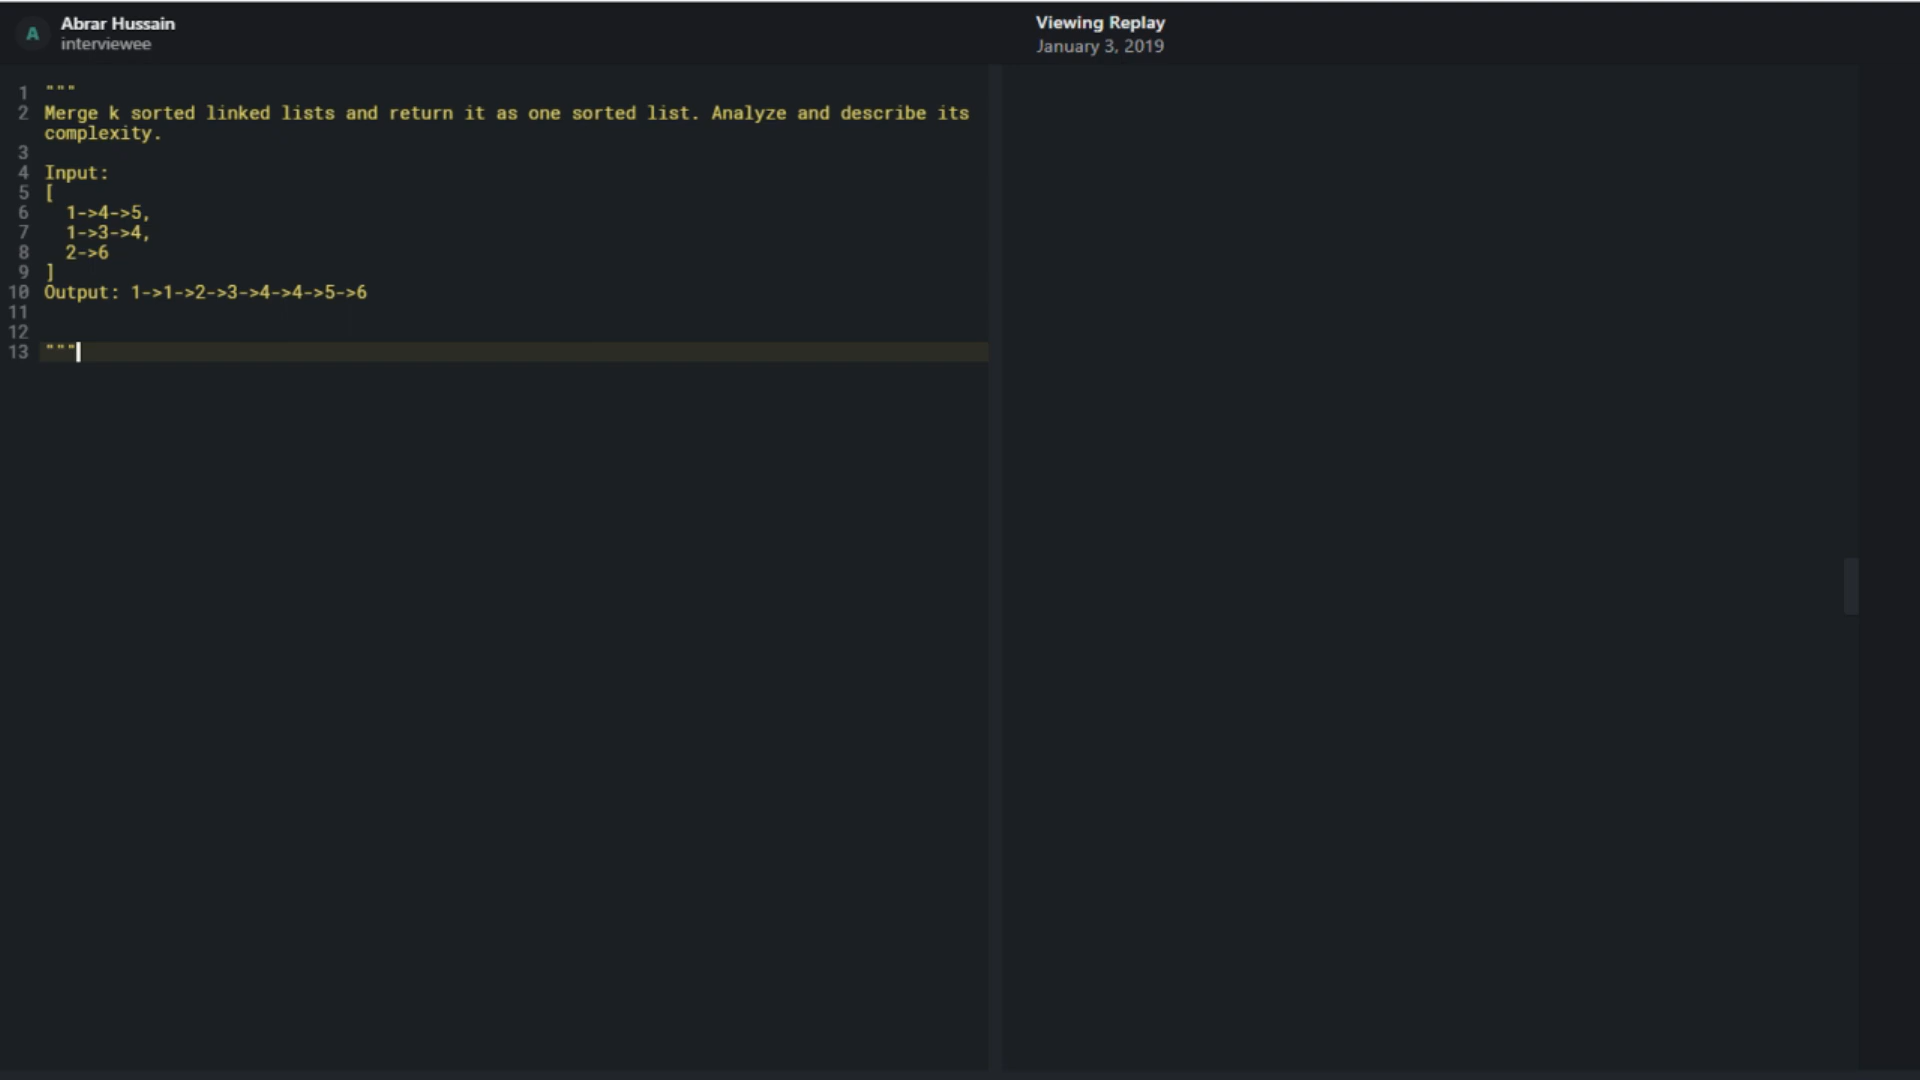 A
Abrar Hussain
interviewee
Viewing Replay
January 3, 2019
1 """
2 Merge k sorted linked lists and return it as one sorted list. Analyze and describe its
complexity.
3
4 Input:
5 [
6   1->4->5,
7   1->3->4,
8   2->6
9 ]
10 Output: 1->1->2->3->4->4->5->6
11
12
13 """